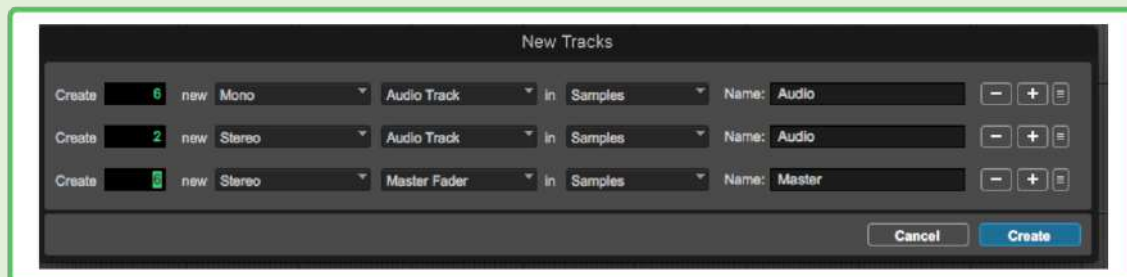 New Tracks
Create 6 new Mono Audio Track in Samples Name: Audio − + ≡
Create 2 new Stereo Audio Track in Samples Name: Audio − + ≡
Create 6 new Stereo Master Fader in Samples Name: Master − + ≡
Cancel Create